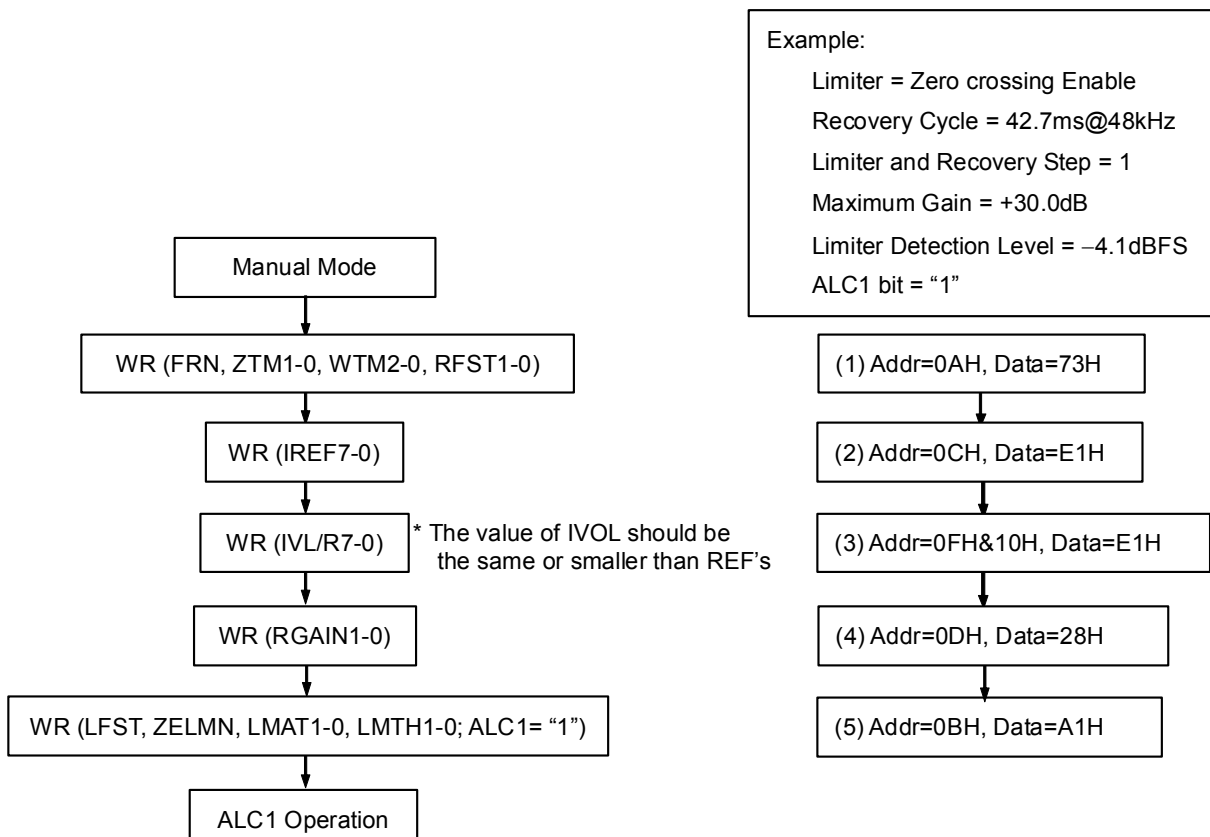 Example:
Limiter = Zero crossing Enable
Recovery Cycle = 42.7ms@48kHz
Limiter and Recovery Step = 1
Maximum Gain = +30.0dB
Limiter Detection Level = −4.1dBFS
ALC1 bit = “1”
Manual Mode
WR (FRN, ZTM1-0, WTM2-0, RFST1-0)
WR (IREF7-0)
WR (IVL/R7-0)
* The value of IVOL should be
the same or smaller than REF’s
WR (RGAIN1-0)
WR (LFST, ZELMN, LMAT1-0, LMTH1-0; ALC1= “1”)
ALC1 Operation
(1) Addr=0AH, Data=73H
(2) Addr=0CH, Data=E1H
(3) Addr=0FH&10H, Data=E1H
(4) Addr=0DH, Data=28H
(5) Addr=0BH, Data=A1H